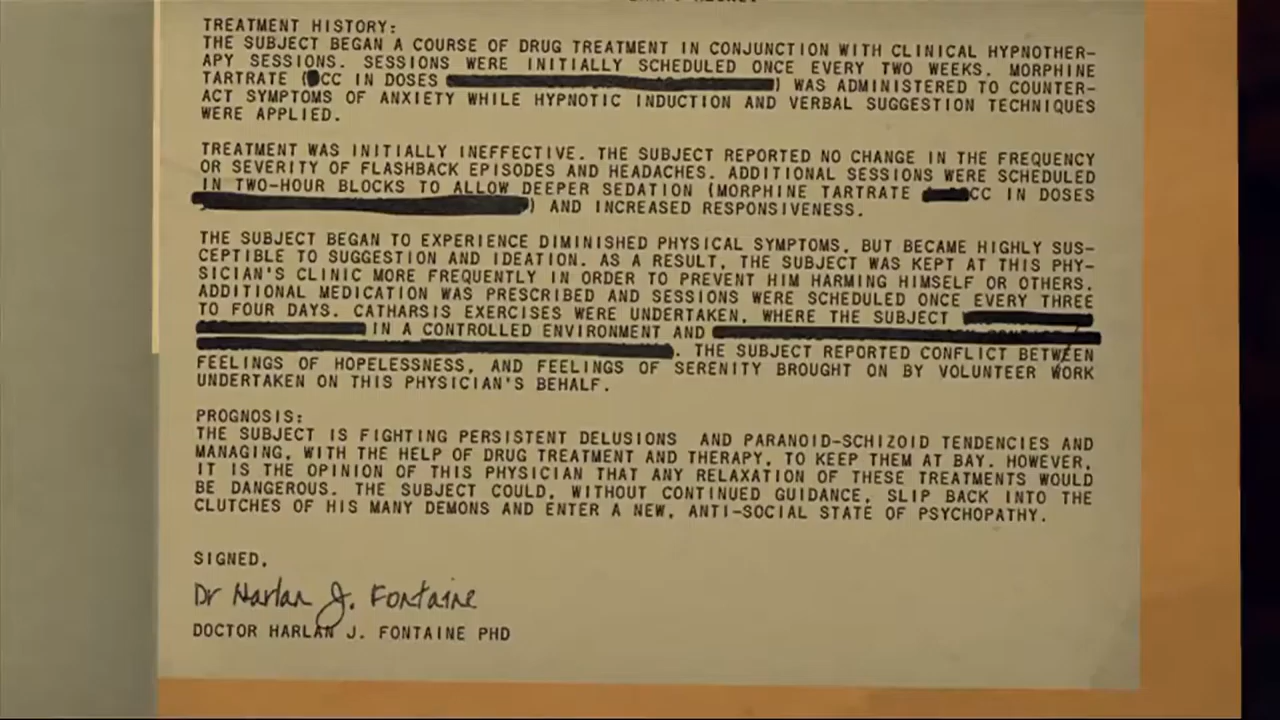 TREATMENT HISTORY:
THE SUBJECT BEGAN A COURSE OF DRUG TREATMENT IN CONJUNCTION WITH CLINICAL HYPNOTHER-
APY SESSIONS. SESSIONS WERE INITIALLY SCHEDULED ONCE EVERY TWO WEEKS. MORPHINE
TARTRATE ( CC IN DOSES ) WAS ADMINISTERED TO COUNTER-
ACT SYMPTOMS OF ANXIETY WHILE HYPNOTIC INDUCTION AND VERBAL SUGGESTION TECHNIQUES
WERE APPLIED.
TREATMENT WAS INITIALLY INEFFECTIVE. THE SUBJECT REPORTED NO CHANGE IN THE FREQUENCY
OR SEVERITY OF FLASHBACK EPISODES AND HEADACHES. ADDITIONAL SESSIONS WERE SCHEDULED
IN TWO-HOUR BLOCKS TO ALLOW DEEPER SEDATION (MORPHINE TARTRATE CC IN DOSES
) AND INCREASED RESPONSIVENESS.
THE SUBJECT BEGAN TO EXPERIENCE DIMINISHED PHYSICAL SYMPTOMS, BUT BECAME HIGHLY SUS-
CEPTIBLE TO SUGGESTION AND IDEATION. AS A RESULT, THE SUBJECT WAS KEPT AT THIS PHY-
SICIAN'S CLINIC MORE FREQUENTLY IN ORDER TO PREVENT HIM HARMING HIMSELF OR OTHERS.
ADDITIONAL MEDICATION WAS PRESCRIBED AND SESSIONS WERE SCHEDULED ONCE EVERY THREE
TO FOUR DAYS. CATHARSIS EXERCISES WERE UNDERTAKEN, WHERE THE SUBJECT
IN A CONTROLLED ENVIRONMENT AND
. THE SUBJECT REPORTED CONFLICT BETWEEN
FEELINGS OF HOPELESSNESS, AND FEELINGS OF SERENITY BROUGHT ON BY VOLUNTEER WORK
UNDERTAKEN ON THIS PHYSICIAN'S BEHALF.
PROGNOSIS:
THE SUBJECT IS FIGHTING PERSISTENT DELUSIONS AND PARANOID-SCHIZOID TENDENCIES AND
MANAGING, WITH THE HELP OF DRUG TREATMENT AND THERAPY, TO KEEP THEM AT BAY. HOWEVER,
IT IS THE OPINION OF THIS PHYSICIAN THAT ANY RELAXATION OF THESE TREATMENTS WOULD
BE DANGEROUS. THE SUBJECT COULD, WITHOUT CONTINUED GUIDANCE, SLIP BACK INTO THE
CLUTCHES OF HIS MANY DEMONS AND ENTER A NEW, ANTI-SOCIAL STATE OF PSYCHOPATHY.
SIGNED,
Dr Harlan J. Fontaine
DOCTOR HARLAN J. FONTAINE PHD